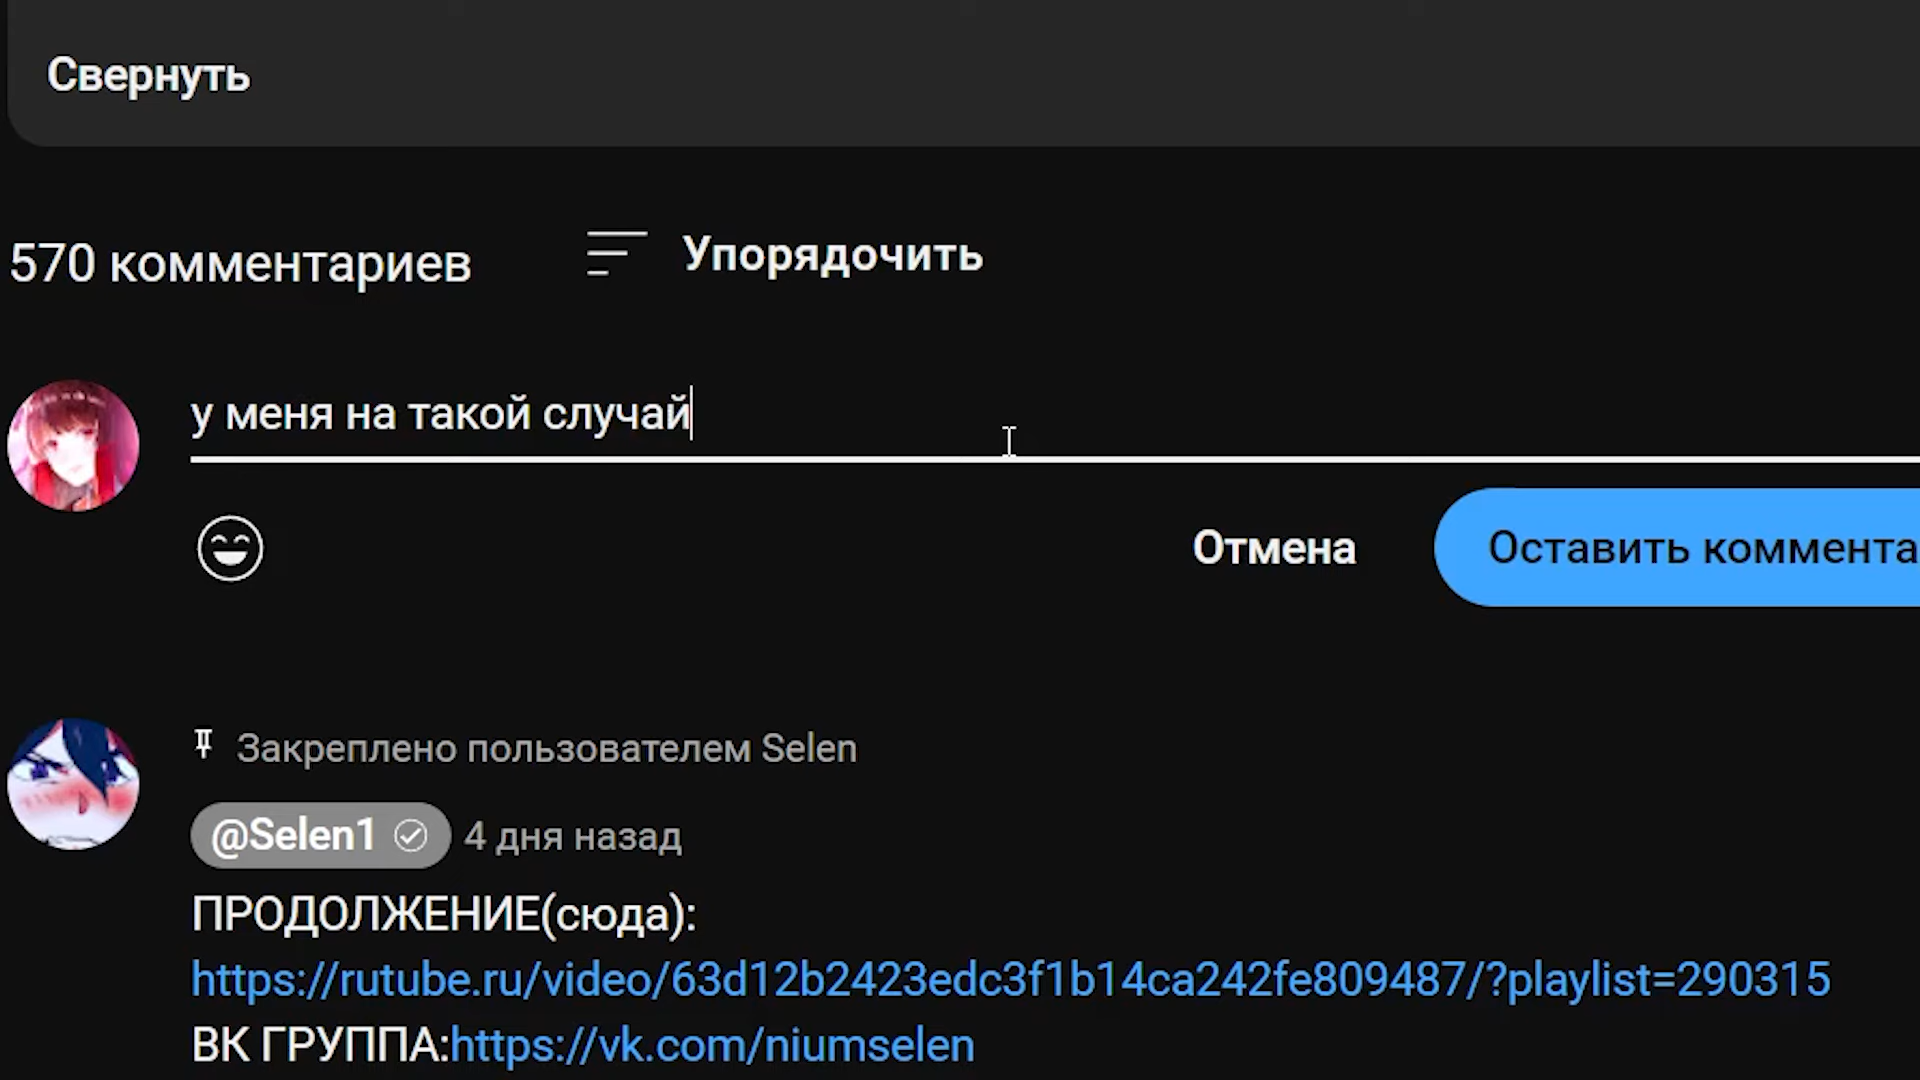 Свернуть
570 комментариев
Упорядочить
у меня на такой случай
Отмена
Оставить коммента
Закреплено пользователем Selen
@Selen1 4 дня назад
ПРОДОЛЖЕНИЕ(сюда):
https://rutube.ru/video/63d12b2423edc3f1b14ca242fe809487/?playlist=290315
ВК ГРУППА:https://vk.com/niumselen